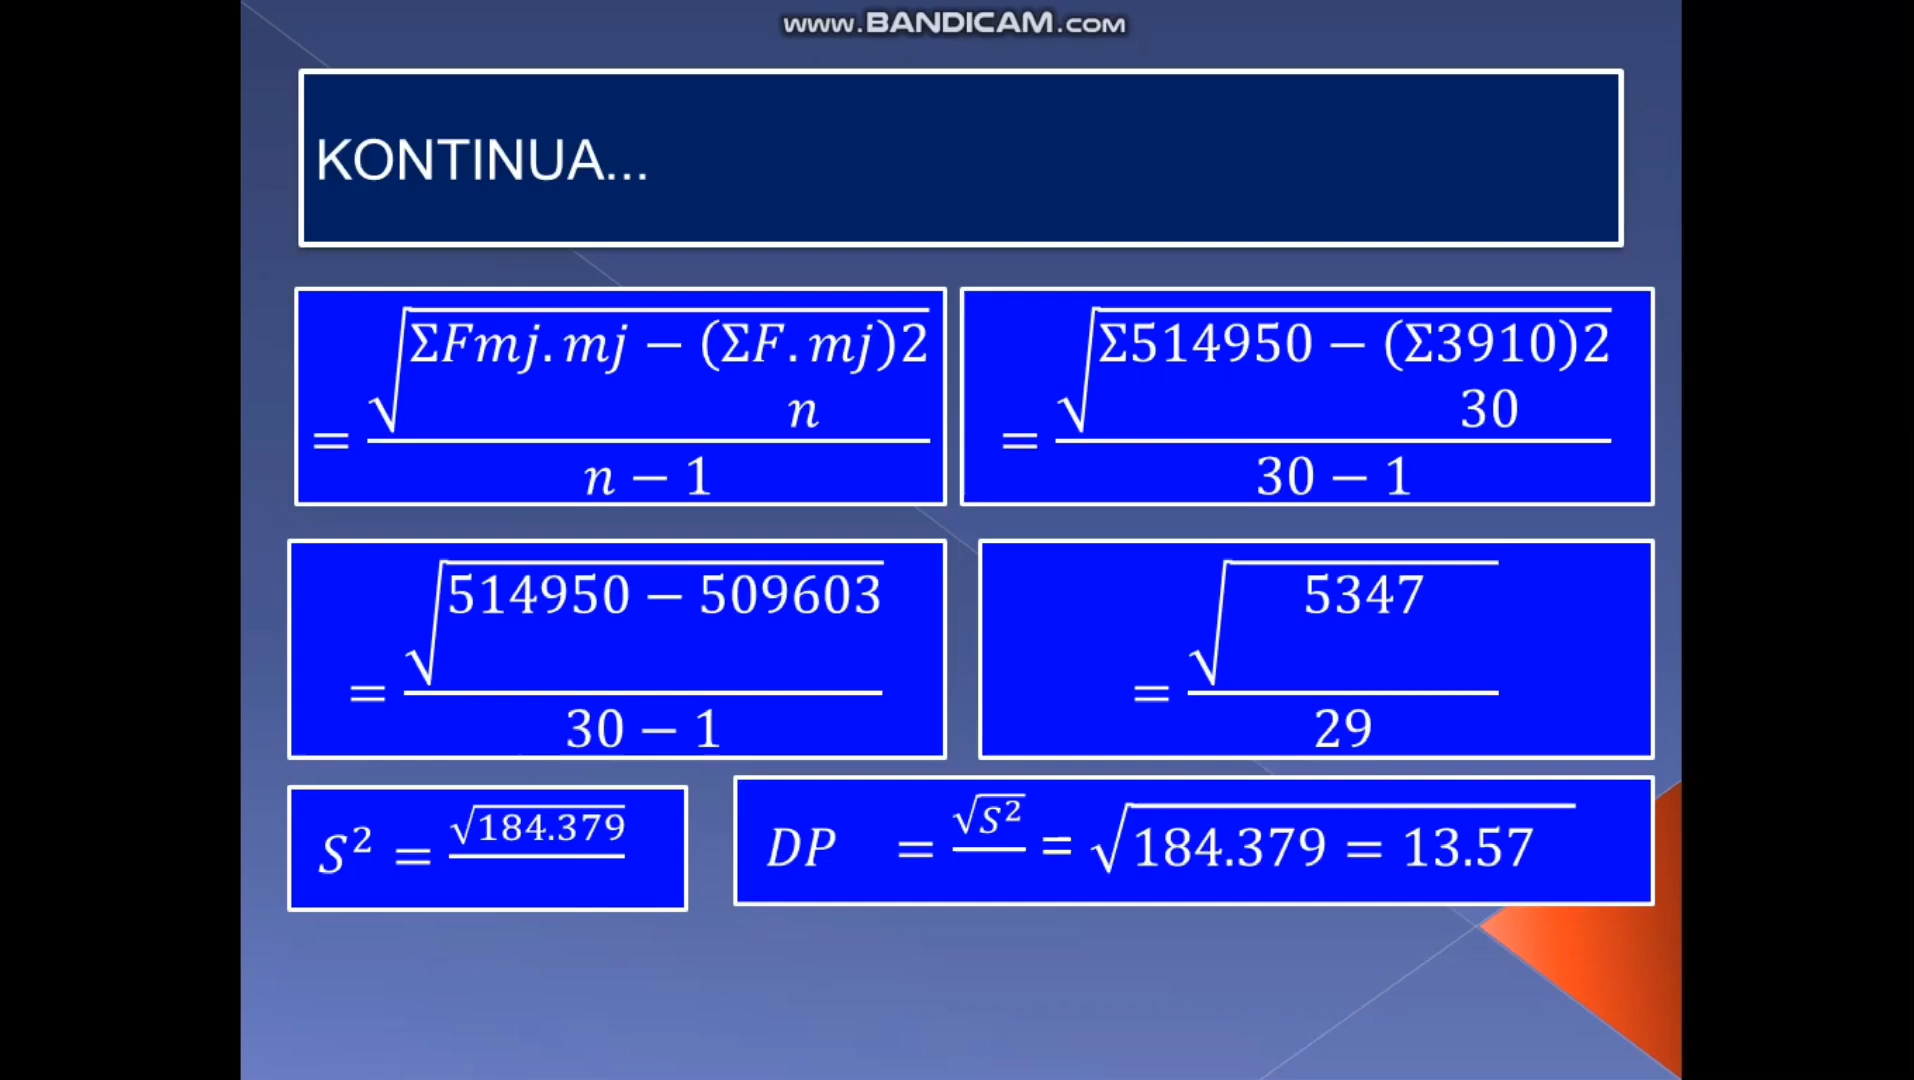 www.BANDICAM.com
KONTINUA...
= √ΣFmj.mj − (ΣF.mj)2
n
n − 1
= √Σ514950 − (Σ3910)2
30
30 − 1
= √514950 − 509603
30 − 1
= √5347
29
S² = √184.379
DP = √S² = √184.379 = 13.57